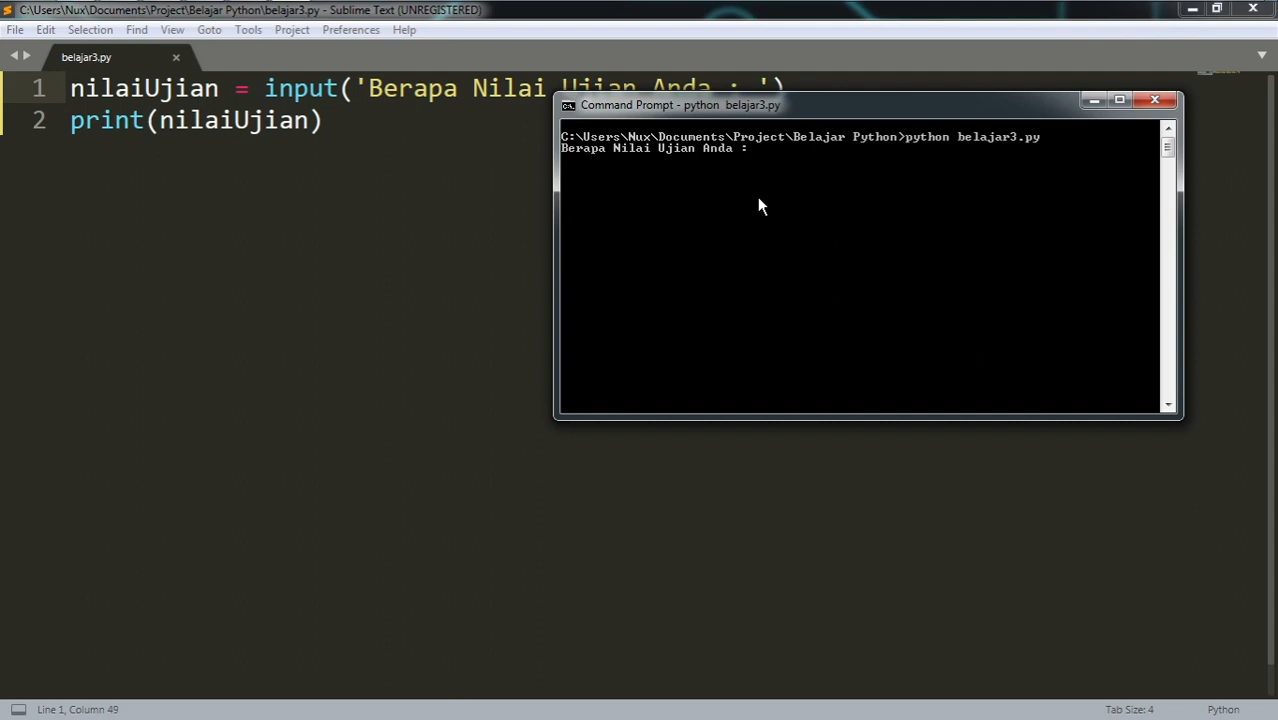 C:\Users\Nux\Documents\Project\Belajar Python\belajar3.py - Sublime Text (UNREGISTERED)
File Edit Selection Find View Goto Tools Project Preferences Help
belajar3.py
1 nilaiUjian = input('Berapa Nilai Ujian Anda : ')
2 print(nilaiUjian)
Command Prompt - python  belajar3.py
C:\Users\Nux\Documents\Project\Belajar Python>python belajar3.py
Berapa Nilai Ujian Anda :
Line 1, Column 49
Tab Size: 4
Python